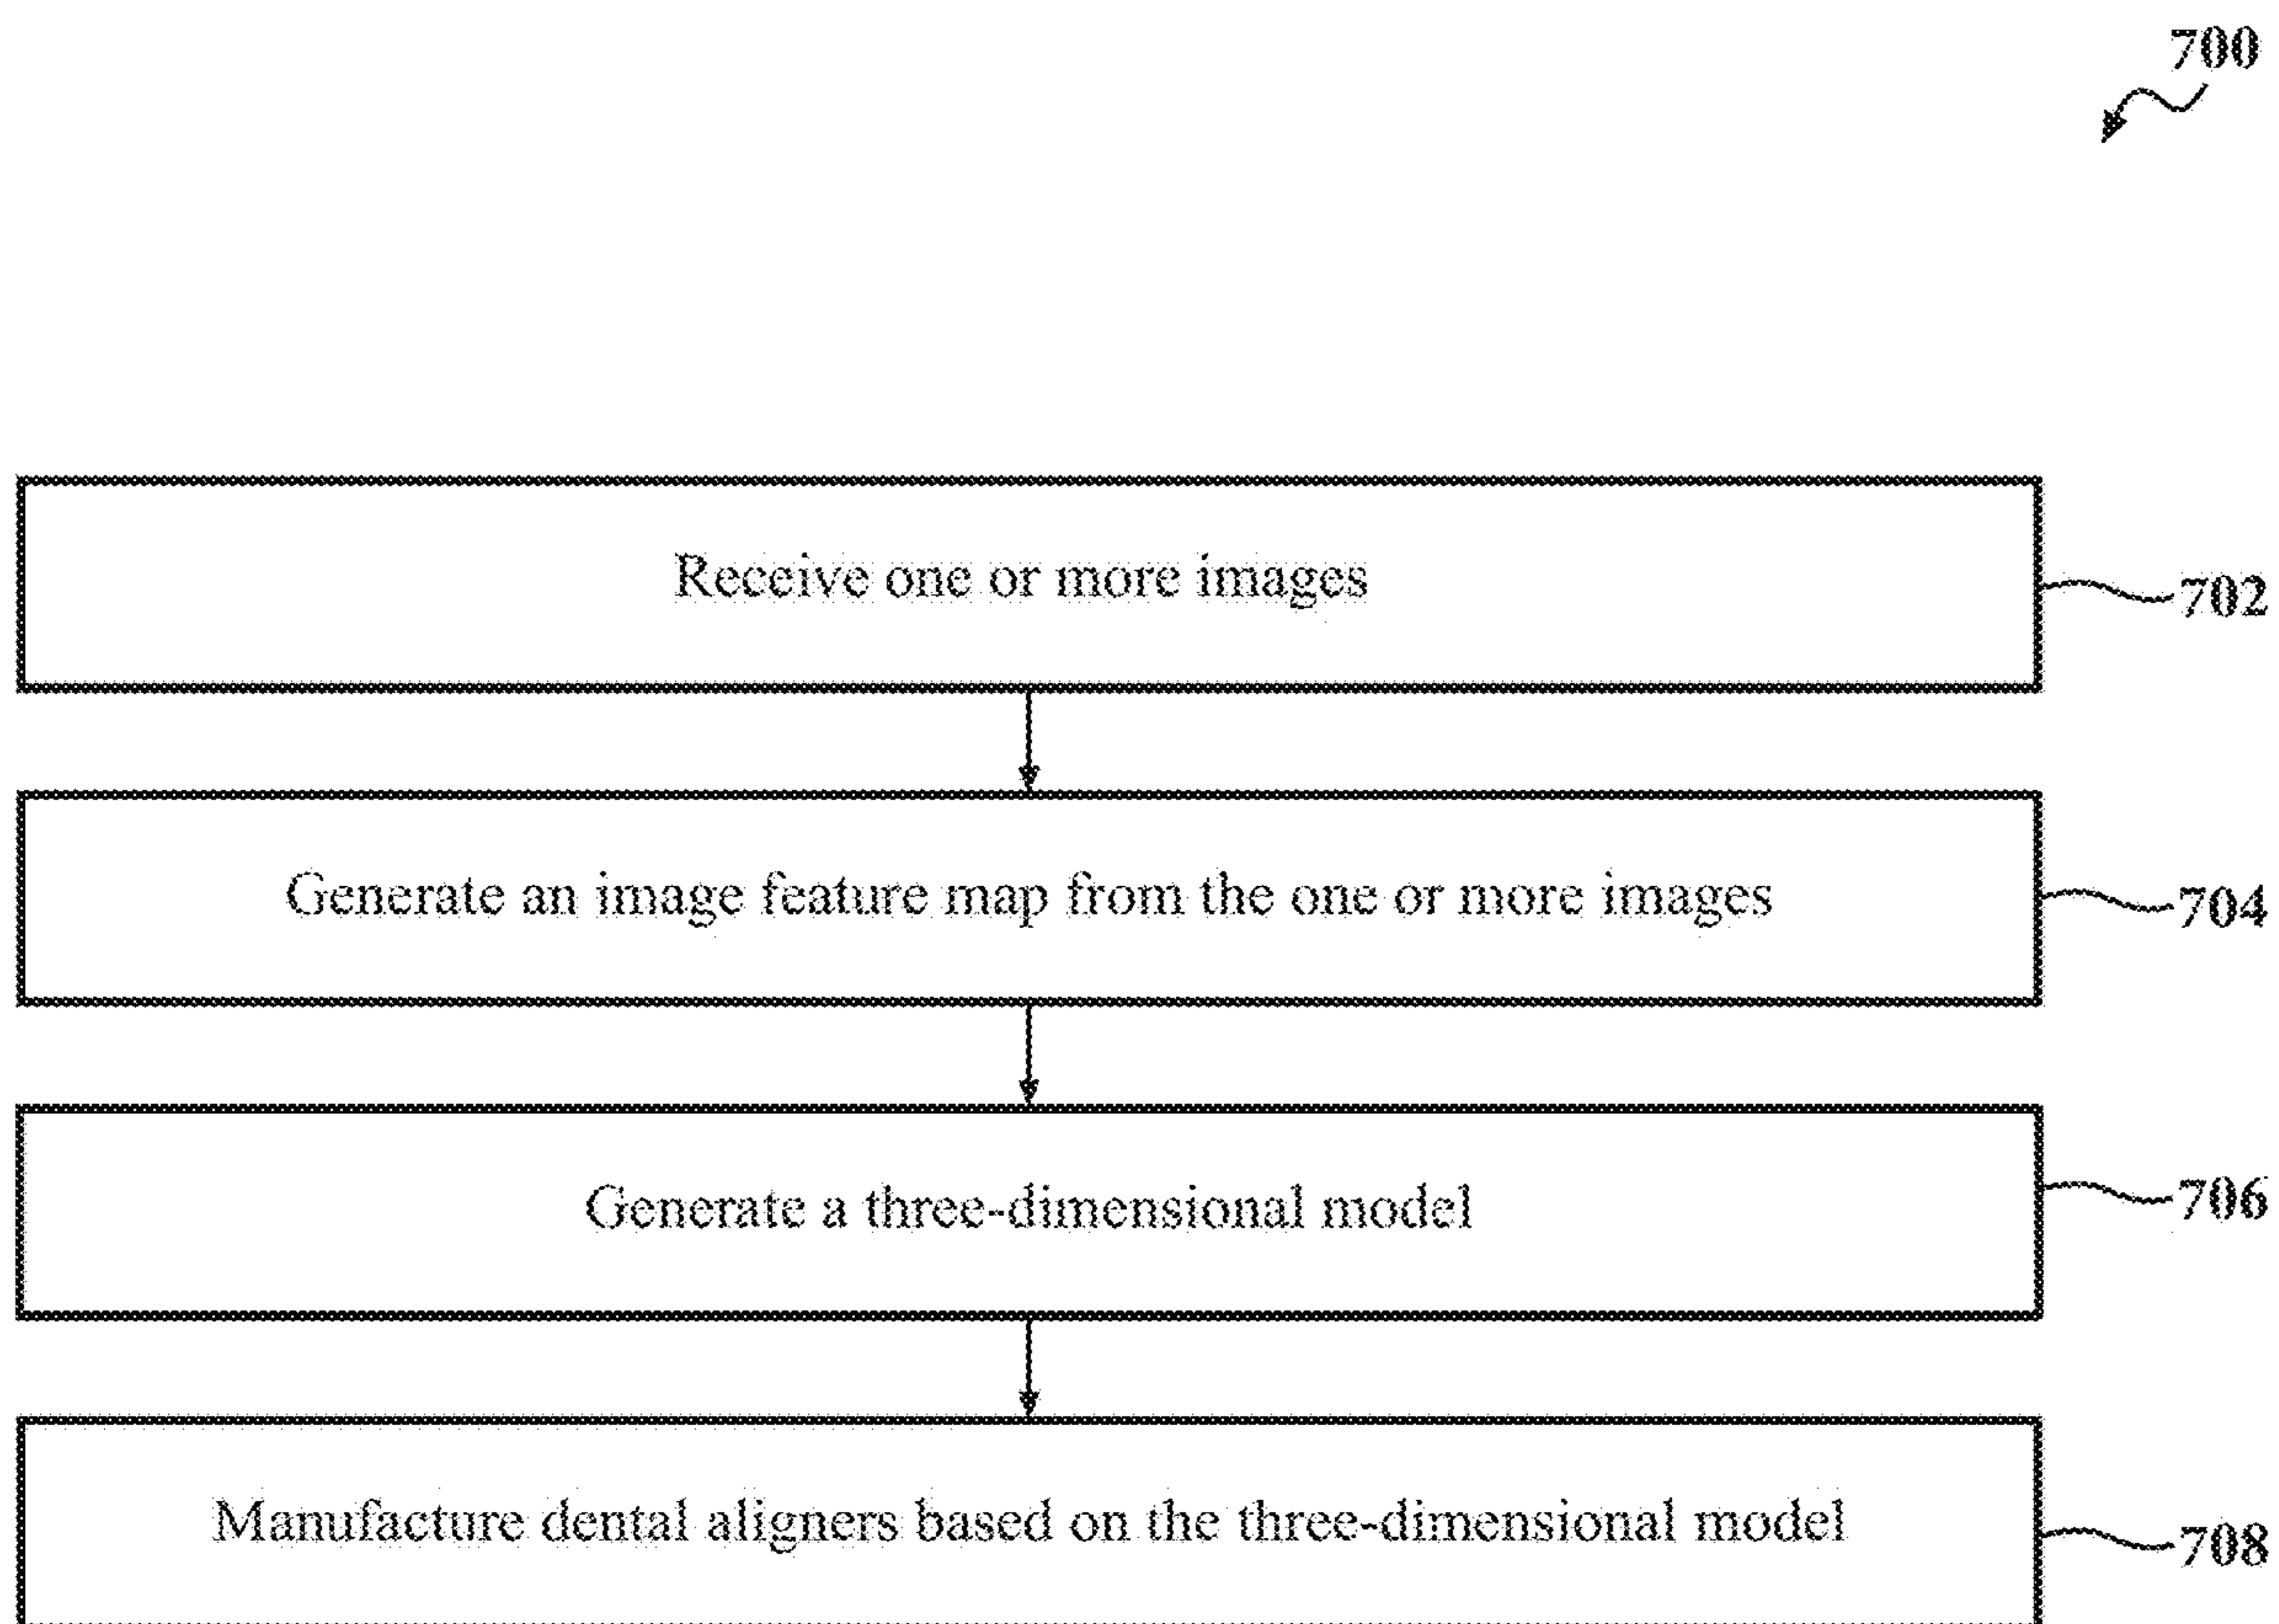 700
Receive one or more images
702
Generate an image feature map from the one or more images
704
Generate a three-dimensional model
706
Manufacture dental aligners based on the three-dimensional model
708